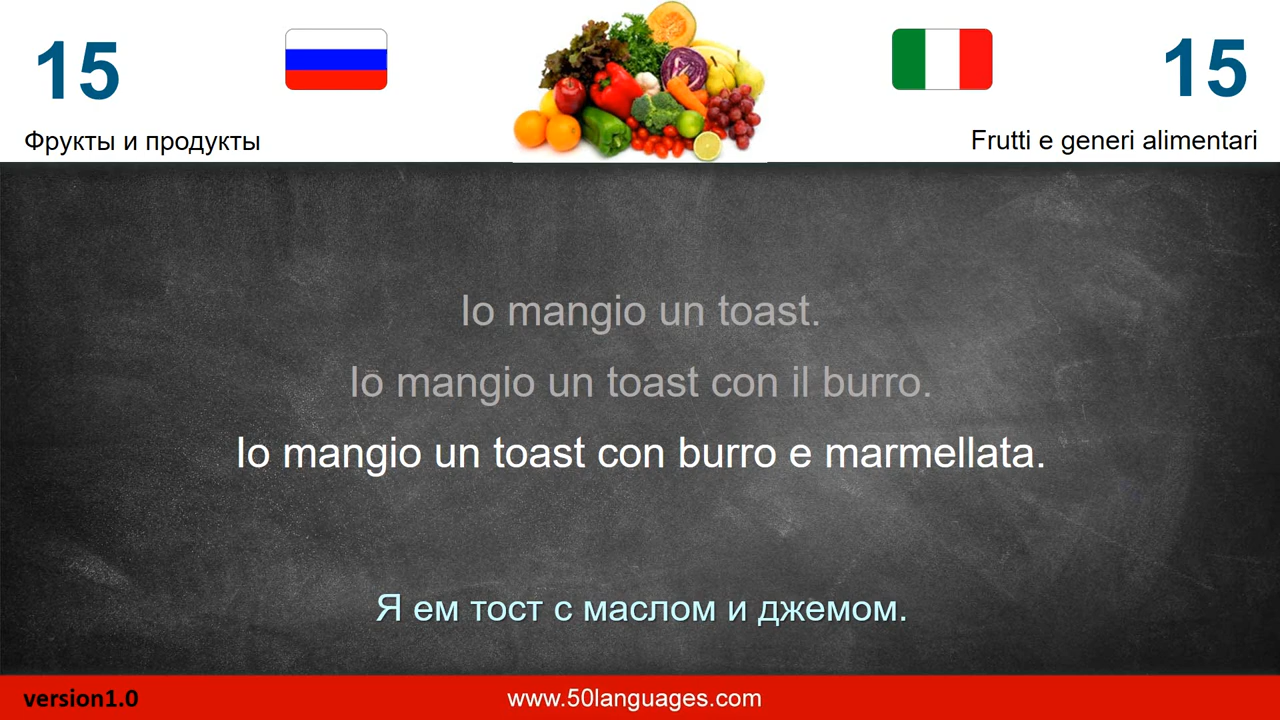 15
15
Фрукты и продукты
Frutti e generi alimentari
Io mangio un toast.
Io mangio un toast con il burro.
Io mangio un toast con burro e marmellata.
Я ем тост с маслом и джемом.
version1.0
www.50languages.com